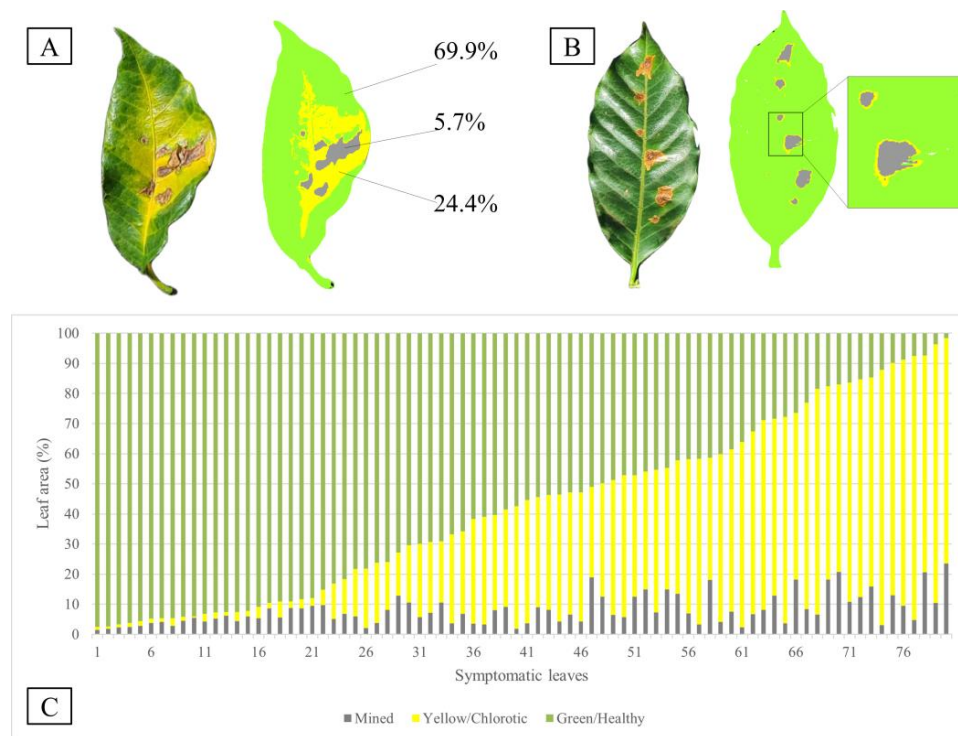 A
69.9%
5.7%
24.4%
B
100
90
80
70
60
50
40
30
20
10
0
Leaf area (%)
1 6 11 16 21 26 31 36 41 46 51 56 61 66 71 76
Symptomatic leaves
C
Mined Yellow/Chlorotic Green/Healthy